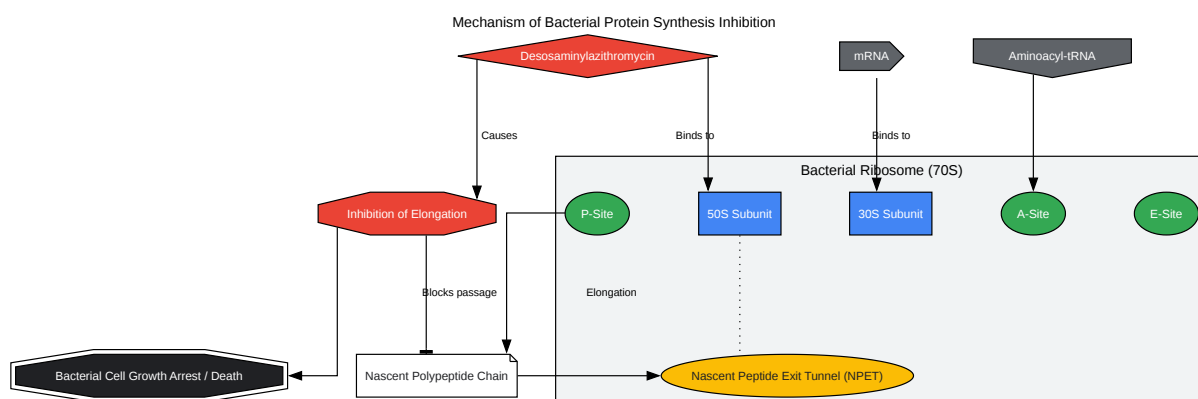 Mechanism of Bacterial Protein Synthesis Inhibition
Desosaminylazithromycin
mRNA
Aminoacyl-tRNA
Causes
Binds to
Binds to
Bacterial Ribosome (70S)
Inhibition of Elongation
P-Site
50S Subunit
30S Subunit
A-Site
E-Site
Blocks passage
Elongation
Bacterial Cell Growth Arrest / Death
Nascent Polypeptide Chain
Nascent Peptide Exit Tunnel (NPET)